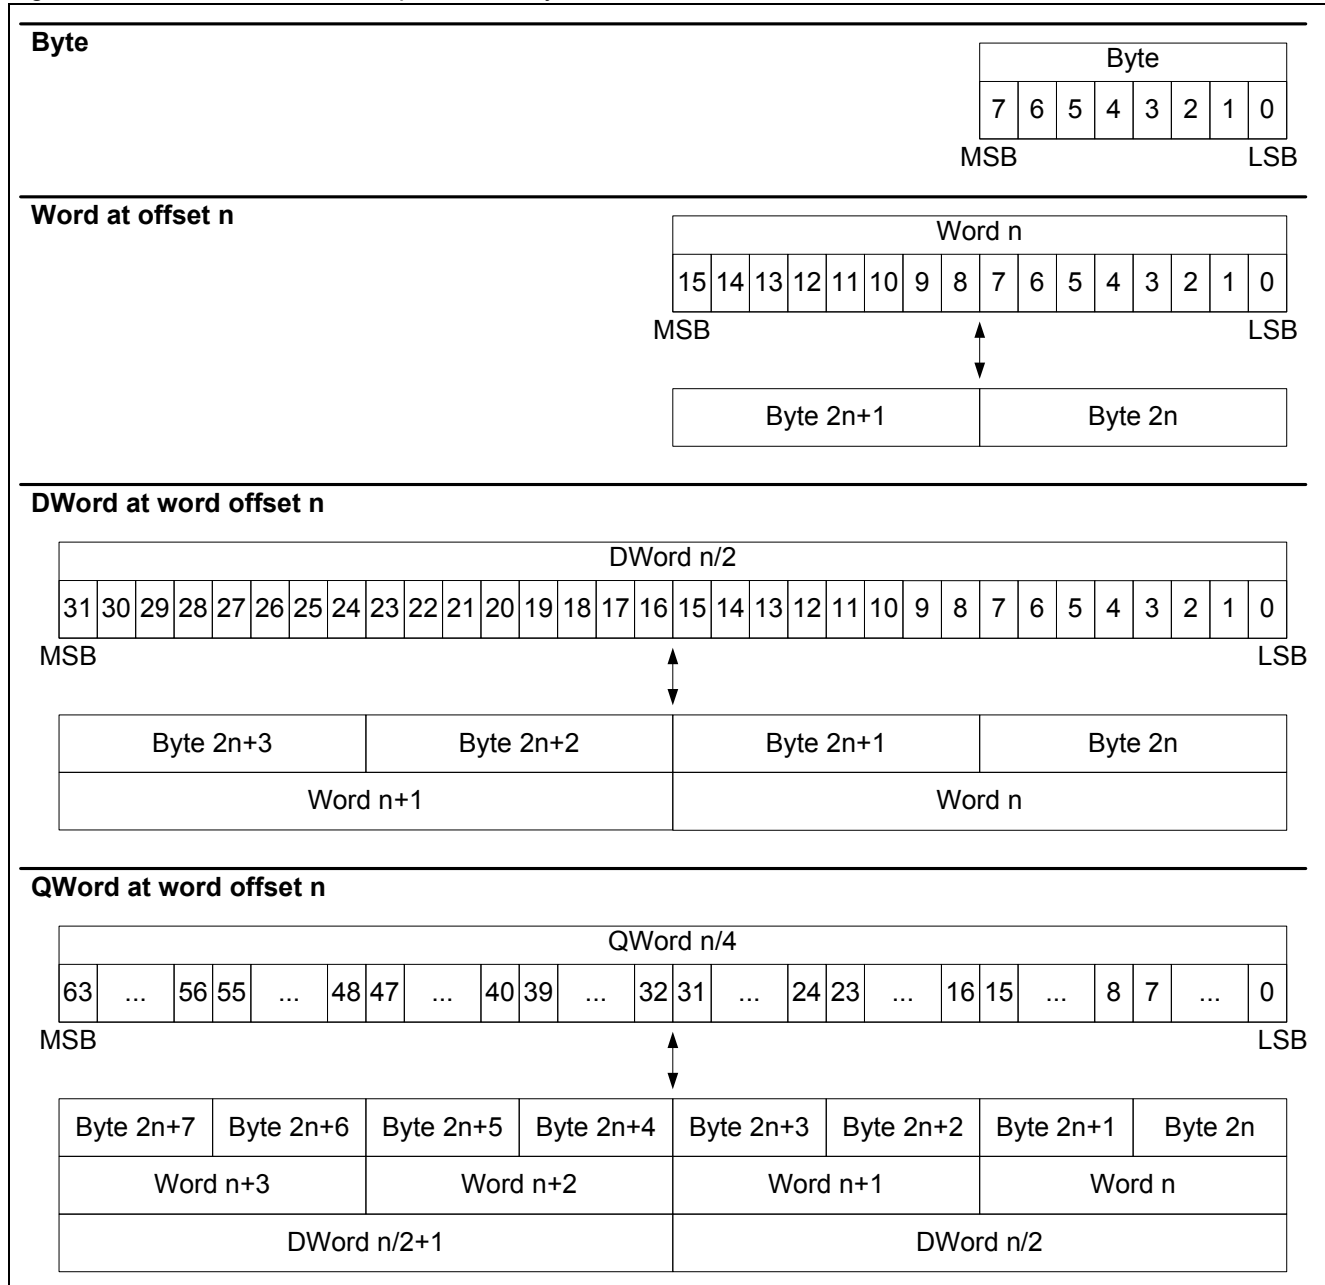 Byte
Byte
7 6 5 4 3 2 1 0
MSB LSB
Word at offset n
Word n
15 14 13 12 11 10 9 8 7 6 5 4 3 2 1 0
MSB LSB
Byte 2n+1 Byte 2n
DWord at word offset n
DWord n/2
31 30 29 28 27 26 25 24 23 22 21 20 19 18 17 16 15 14 13 12 11 10 9 8 7 6 5 4 3 2 1 0
MSB LSB
Byte 2n+3 Byte 2n+2 Byte 2n+1 Byte 2n
Word n+1 Word n
QWord at word offset n
QWord n/4
63 ... 56 55 ... 48 47 ... 40 39 ... 32 31 ... 24 23 ... 16 15 ... 8 7 ... 0
MSB LSB
Byte 2n+7 Byte 2n+6 Byte 2n+5 Byte 2n+4 Byte 2n+3 Byte 2n+2 Byte 2n+1 Byte 2n
Word n+3 Word n+2 Word n+1 Word n
DWord n/2+1 DWord n/2